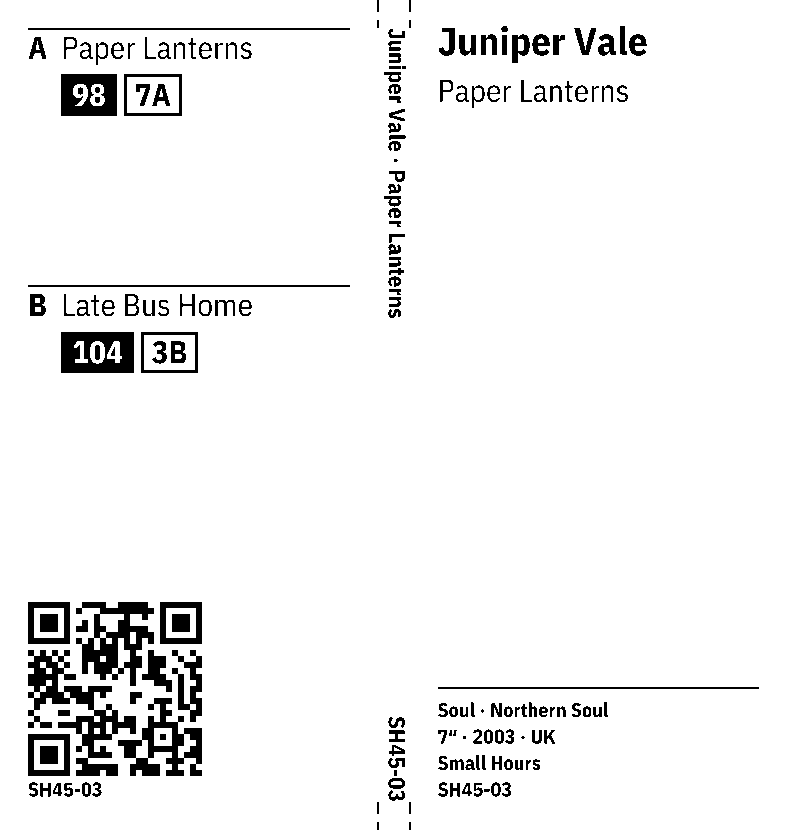 A Paper Lanterns
98 7A
B Late Bus Home
104 3B
SH45-03
Juniper Vale · Paper Lanterns
SH45-03
Juniper Vale
Paper Lanterns
Soul · Northern Soul
7" · 2003 · UK
Small Hours
SH45-03